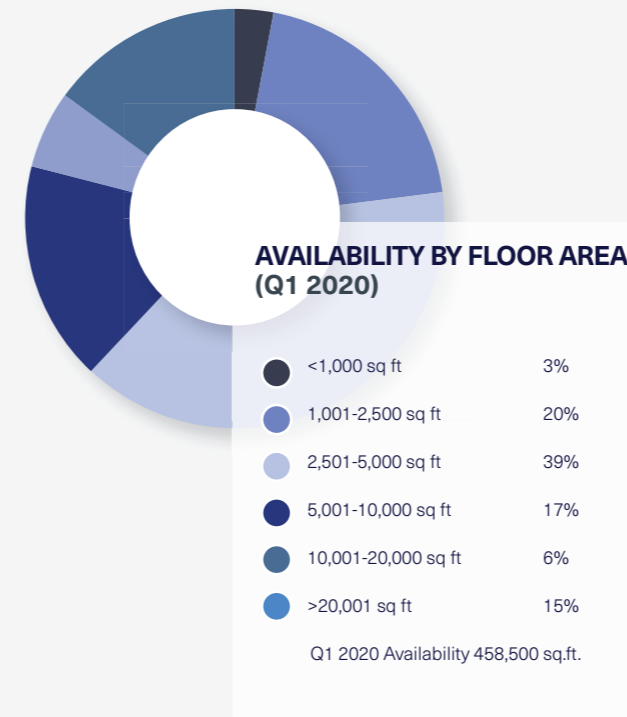 AVAILABILITY BY FLOOR AREA
(Q1 2020)
<1,000 sq ft 3%
1,001-2,500 sq ft 20%
2,501-5,000 sq ft 39%
5,001-10,000 sq ft 17%
10,001-20,000 sq ft 6%
>20,001 sq ft 15%
Q1 2020 Availability 458,500 sq.ft.